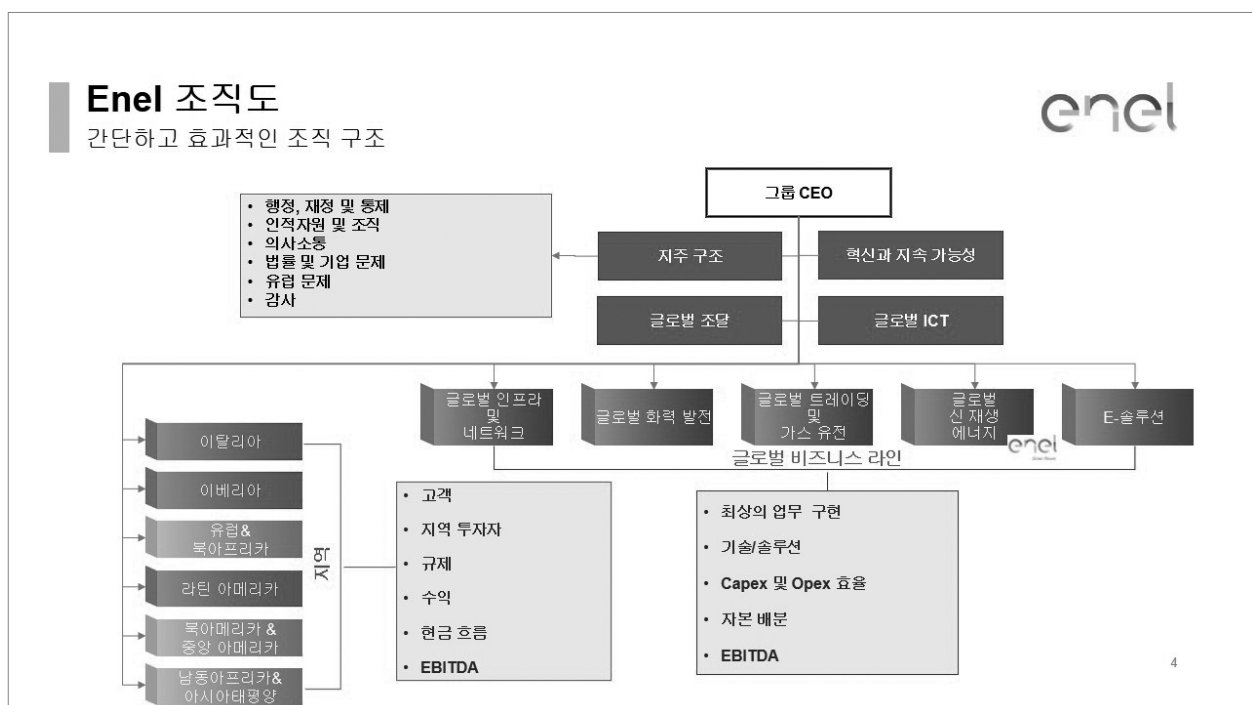 Enel 조직도
간단하고 효과적인 조직 구조
enel
그룹 CEO
• 행정, 재정 및 통제
• 인적자원 및 조직
• 의사소통
• 법률 및 기업 문제
• 유럽 문제
• 감사
지주 구조
혁신과 지속 가능성
글로벌 조달
글로벌 ICT
글로벌 인프라
및
네트워크
글로벌 화력 발전
글로벌 트레이딩
및
가스 유전
글로벌
신 재생
에너지
enel
E-솔루션
글로벌 비즈니스 라인
이탈리아
이베리아
유럽&
북아프리카
라틴 아메리카
북아메리카 &
중앙 아메리카
남동아프리카&
아시아태평양
지역
• 고객
• 지역 투자자
• 규제
• 수익
• 현금 흐름
• EBITDA
• 최상의 업무 구현
• 기술/솔루션
• Capex 및 Opex 효율
• 자본 배분
• EBITDA
4